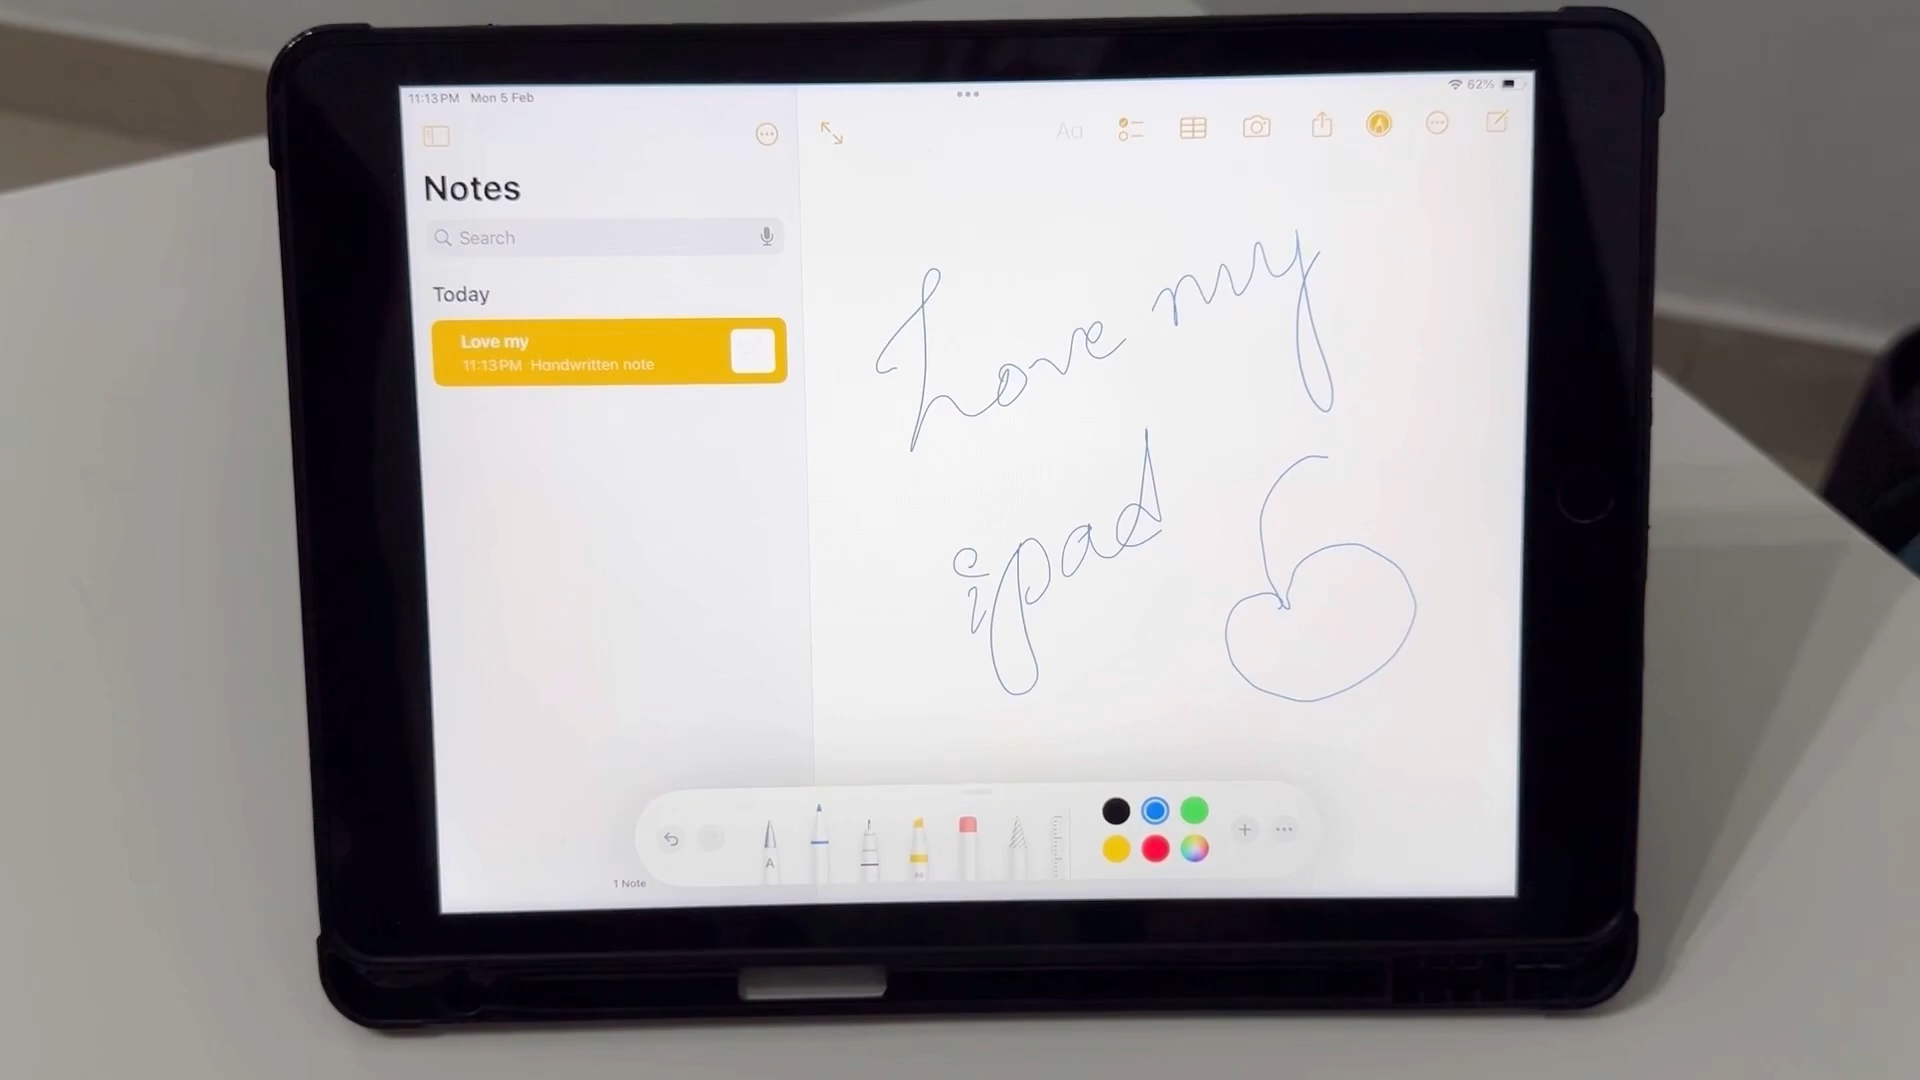 11:13 PM Mon 5 Feb
62%
Notes
Search
Today
Love my
11:13 PM Handwritten note
1 Note
Aa
Love my
ipad
A